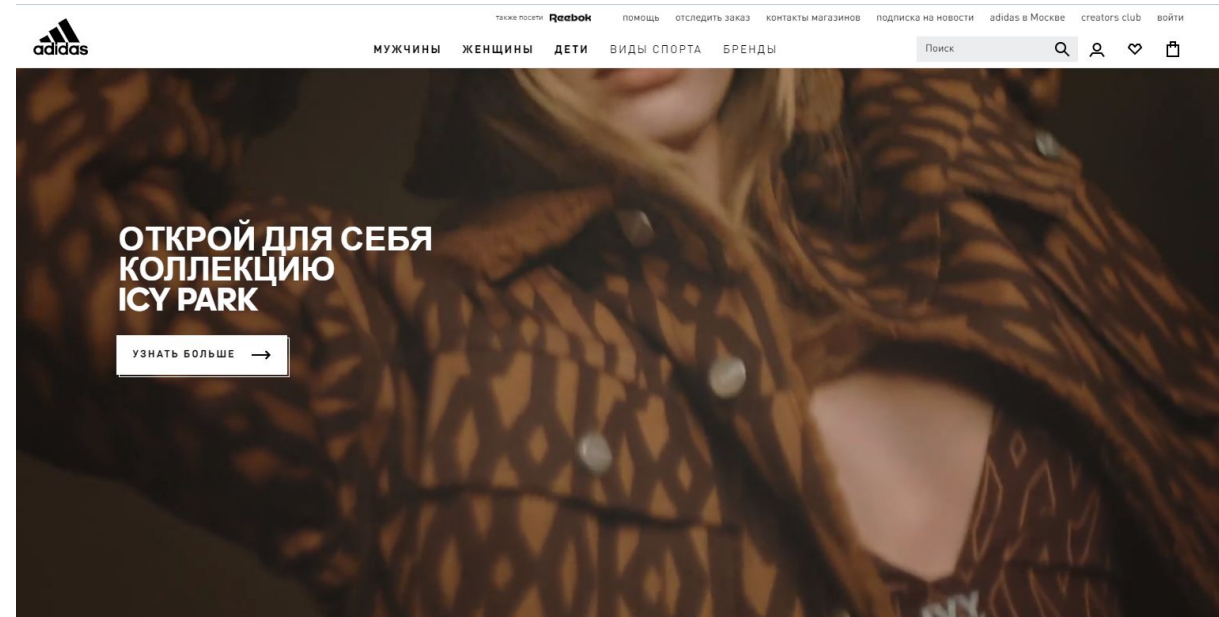 также посети Reebok помощь отследить заказ контакты магазинов подписка на новости adidas в Москве creators club войти
adidas
МУЖЧИНЫ ЖЕНЩИНЫ ДЕТИ ВИДЫ СПОРТА БРЕНДЫ Поиск
ОТКРОЙ ДЛЯ СЕБЯ
КОЛЛЕКЦИЮ
ICY PARK
УЗНАТЬ БОЛЬШЕ